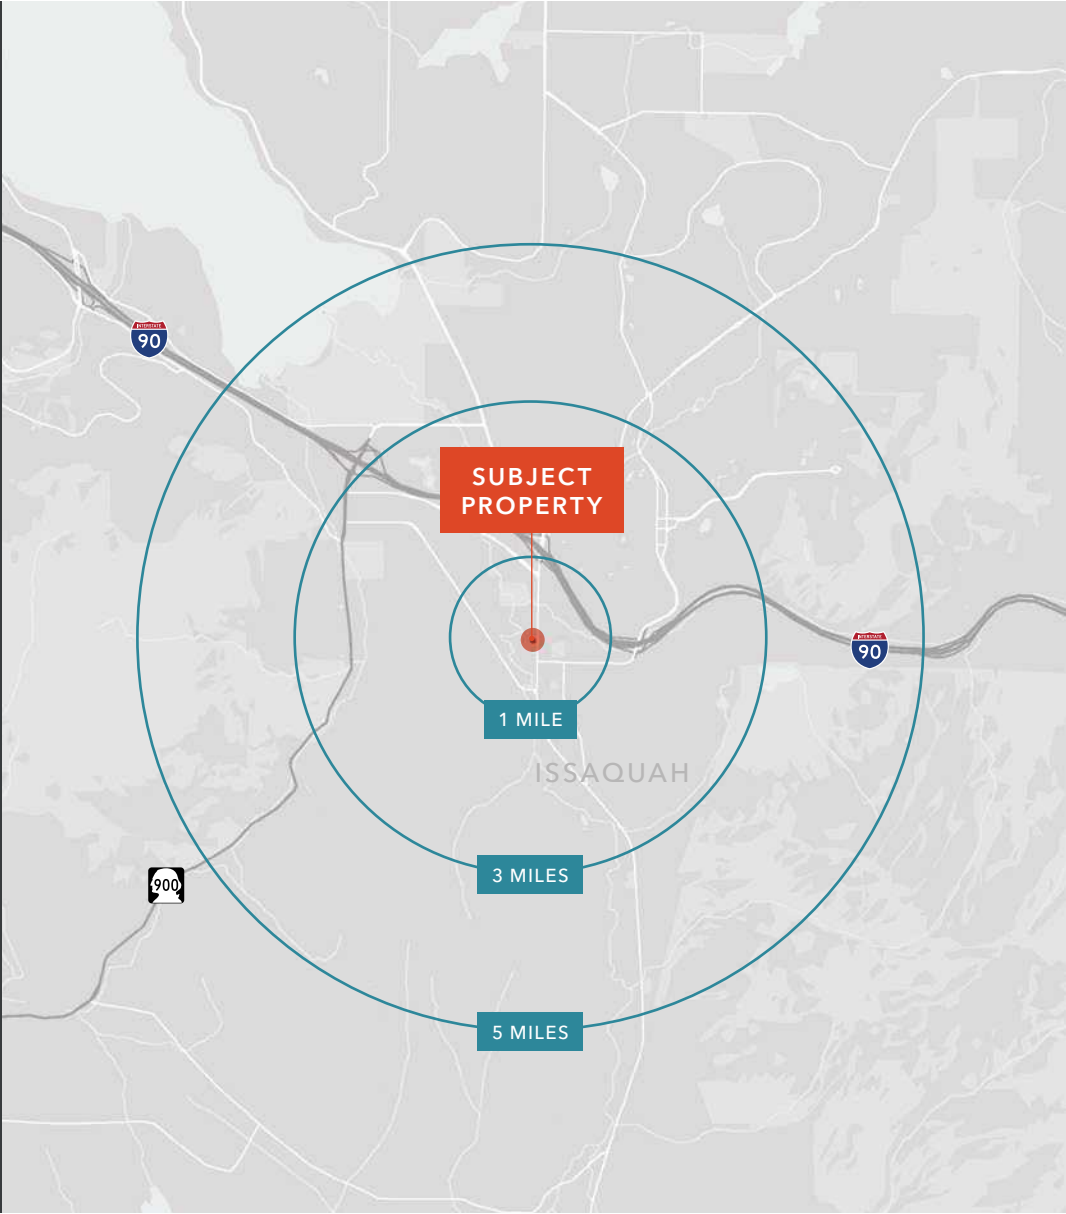 INTERSTATE
90
SUBJECT
PROPERTY
INTERSTATE
90
1 MILE
ISSAQUAH
3 MILES
900
5 MILES